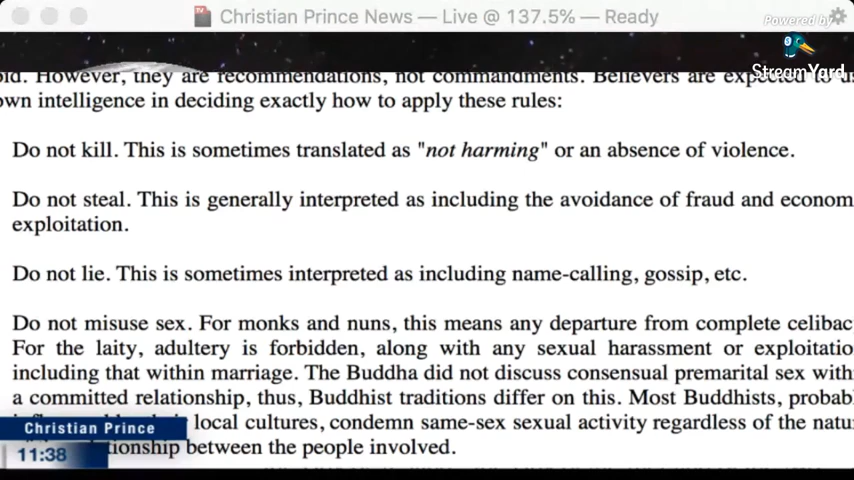 Christian Prince News — Live @ 137.5% — Ready
Powered by
StreamYard
However, they are recommendations, not commandments. Believers are expected to
own intelligence in deciding exactly how to apply these rules:
Do not kill. This is sometimes translated as "not harming" or an absence of violence.
Do not steal. This is generally interpreted as including the avoidance of fraud and econom
exploitation.
Do not lie. This is sometimes interpreted as including name-calling, gossip, etc.
Do not misuse sex. For monks and nuns, this means any departure from complete celibac
For the laity, adultery is forbidden, along with any sexual harassment or exploitatio
including that within marriage. The Buddha did not discuss consensual premarital sex with
a committed relationship, thus, Buddhist traditions differ on this. Most Buddhists, probab
local cultures, condemn same-sex sexual activity regardless of the natu
tionship between the people involved.
Christian Prince
11:38